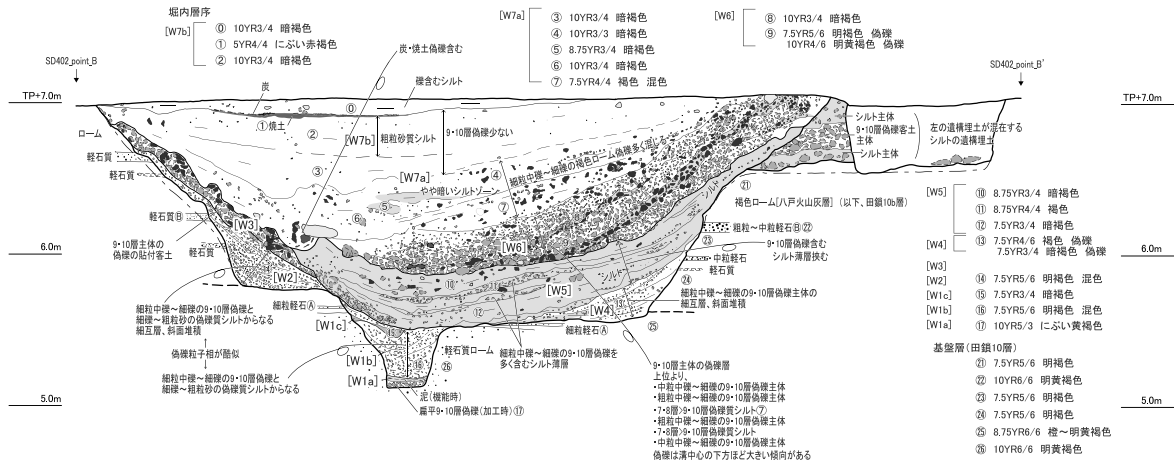 堀内層序
[W7b]
⓪ 10YR3/4 暗褐色
① 5YR4/4 にぶい赤褐色
② 10YR3/4 暗褐色
[W7a]
③ 10YR3/4 暗褐色
④ 10YR3/3 暗褐色
⑤ 8.75YR3/4 暗褐色
⑥ 10YR3/4 暗褐色
⑦ 7.5YR4/4 褐色 混色
[W6]
⑧ 10YR3/4 暗褐色
⑨ 7.5YR5/6 明褐色 偽礫
10YR4/6 明黄褐色 偽礫
SD402_point_B
SD402_point_B'
TP+7.0m
TP+7.0m
炭・焼土偽礫含む
礫含むシルト
炭
⓪
①焼土
②
[W7b]
粗粒砂質シルト
9・10層偽礫少ない
ローム
軽石質
軽石質
③
[W7a]
④
やや暗いシルトゾーン
⑤
⑥
⑦
細粒中礫～細礫の褐色ローム偽礫多く混じる
シルト主体
9・10層偽礫客土
主体
シルト主体
左の遺構埋土が混在する
シルトの遺構埋土
㉑
褐色ローム[八戸火山灰層] (以下、田鎖10b層)
[W5]
⑩ 8.75YR3/4 暗褐色
⑪ 8.75YR4/4 褐色
⑫ 7.5YR3/4 暗褐色
[W4]
⑬ 7.5YR4/6 褐色 偽礫
7.5YR3/4 暗褐色 偽礫
[W3]
[W2] ⑭ 7.5YR5/6 明褐色 混色
[W1c] ⑮ 7.5YR3/4 暗褐色
[W1b] ⑯ 7.5YR5/6 明褐色 混色
[W1a] ⑰ 10YR5/3 にぶい黄褐色
基盤層(田鎖10層)
㉑ 7.5YR5/6 明褐色
㉒ 10YR6/6 明黄褐色
㉓ 7.5YR5/6 明褐色
㉔ 7.5YR5/6 明褐色
㉕ 8.75YR6/6 橙～明黄褐色
㉖ 10YR6/6 明黄褐色
軽石質Ⓑ
[W3]
9・10層主体の
偽礫の貼付客土
軽石質
6.0m
6.0m
[W2]
[W6]
シルト
シルト
粗粒～中粒軽石Ⓑ㉒
㉓
9・10層偽礫含む
シルト薄層挟む
中粒軽石
軽石質
㉔
⑩
[W5]
⑫
⑬
[W4]
細粒中礫～細礫の9・10層偽礫主体の
細互層、斜面堆積
㉕
細粒中礫～細礫の9・10層偽礫と
細礫～粗粒砂の偽礫質シルトからなる
細互層、斜面堆積
細粒軽石Ⓐ
細粒軽石Ⓐ
[W1c]
⑮
偽礫粒子相が酷似
[W1b]
⑯
軽石質ローム
㉖
細粒中礫～細礫の9・10層偽礫を
多く含むシルト薄層
細粒中礫～細礫の9・10層偽礫と
細礫～粗粒砂の偽礫質シルトからなる
[W1a]
泥(機能時)
扁平9・10層偽礫(加工時)⑰
5.0m
5.0m
9・10層主体の偽礫層
上位より、
・中粒中礫～細礫の9・10層偽礫主体
・粗粒中礫～細礫の9・10層偽礫主体
・7・8層>9・10層偽礫質シルト⑦
・粗粒中礫～細礫の9・10層偽礫主体
・7・8層>9・10層偽礫質シルト
・中粒中礫～細礫の9・10層偽礫主体
偽礫は溝中心の下方ほど大きい傾向がある